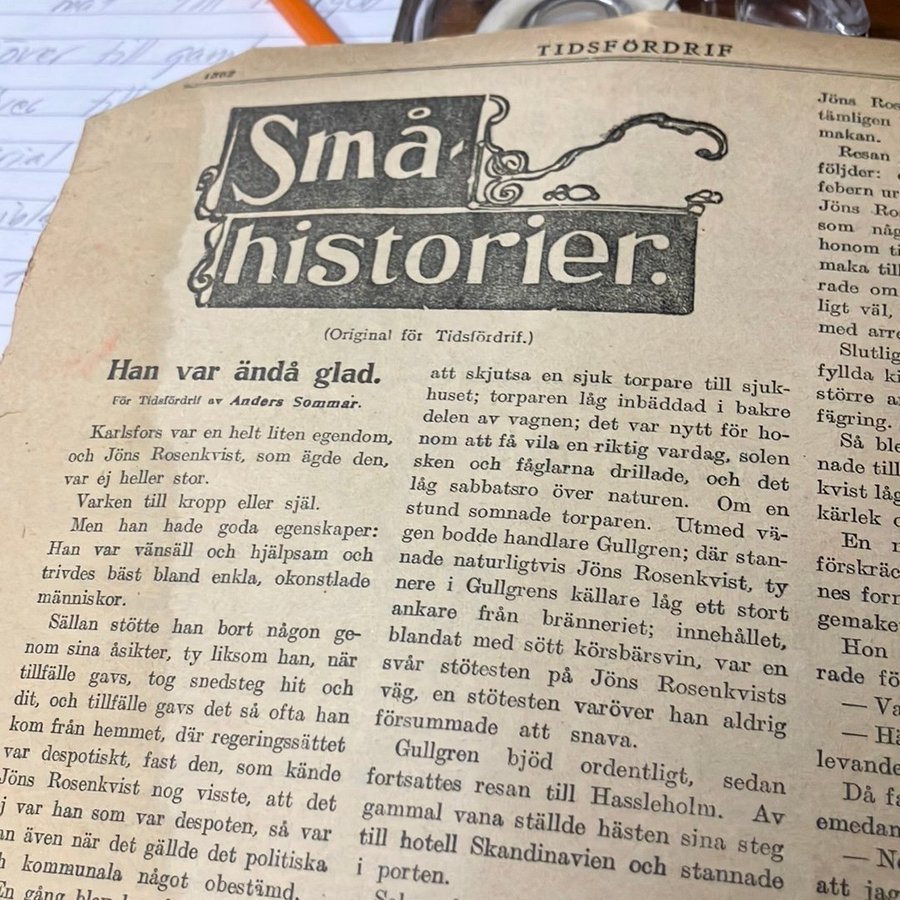 TIDSFÖRDRIF
1362
Små-
historier.
(Original för Tidsfördrif.)
Han var ändå glad.
För Tidsfördrif av Anders Sommar.
Karlsfors var en helt liten egendom,
och Jöns Rosenkvist, som ägde den,
var ej heller stor.
Varken till kropp eller själ.
Men han hade goda egenskaper:
Han var vänsäll och hjälpsam och
trivdes bäst bland enkla, okonstlade
människor.
Sällan stötte han bort någon ge-
nom sina åsikter, ty liksom han, när
tillfälle gavs, tog snedsteg hit och
dit, och tillfälle gavs det så ofta han
kom från hemmet, där regeringssättet
var despotiskt, fast den, som kände
Jöns Rosenkvist nog visste, att det
j var han som var despoten, så var
an även när det gällde det politiska
h kommunala något obestämd.
En gång
att skjutsa en sjuk torpare till sjuk-
huset; torparen låg inbäddad i bakre
delen av vagnen; det var nytt för ho-
nom att få vila en riktig vardag, solen
sken och fåglarna drillade, och det
låg sabbatsro över naturen. Om en
stund somnade torparen. Utmed vä-
gen bodde handlare Gullgren; där stan-
nade naturligtvis Jöns Rosenkvist, ty
nere i Gullgrens källare låg ett stort
ankare från bränneriet; innehållet,
blandat med sött körsbärsvin, var en
svår stötesten på Jöns Rosenkvists
väg, en stötesten varöver han aldrig
försummade att snava.
Gullgren bjöd ordentligt, sedan
fortsattes resan till Hassleholm. Av
gammal vana ställde hästen sina steg
till hotell Skandinavien och stannade
i porten.
Jöns Ros
tämligen
makan.
Resan
följder:
febern ur
Jöns Ro
som någ
honom ti
maka till
rade om
ligt väl,
med arre
Slutlig
fyllda ki
större a
fägring.
Så ble
nade till
kvist låg
kärlek o
En n
förskräc
nes forn
gemake
Hon
rade fö
— Va
— Hä
levande
Då fa
emedan
— No
att jag